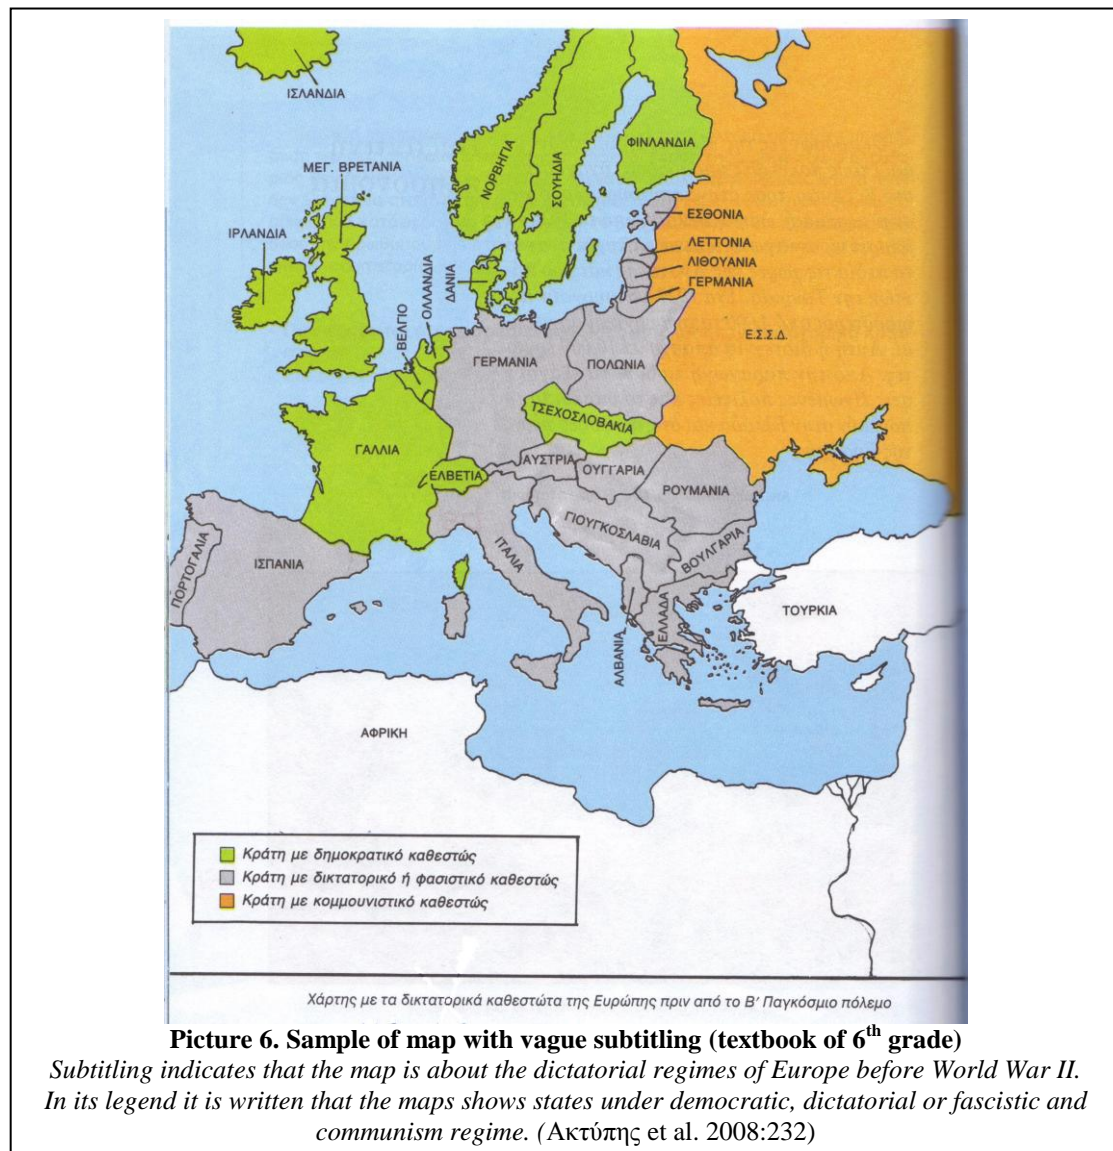 ΙΣΛΑΝΔΙΑ
ΜΕΓ. ΒΡΕΤΑΝΙΑ
ΙΡΛΑΝΔΙΑ
ΝΟΡΒΗΓΙΑ
ΣΟΥΗΔΙΑ
ΦΙΝΛΑΝΔΙΑ
ΕΣΘΟΝΙΑ
ΛΕΤΤΟΝΙΑ
ΛΙΘΟΥΑΝΙΑ
ΓΕΡΜΑΝΙΑ
ΔΑΝΙΑ
ΟΛΛΑΝΔΙΑ
ΒΕΛΓΙΟ
ΓΕΡΜΑΝΙΑ
ΠΟΛΩΝΙΑ
Ε.Σ.Σ.Δ.
ΤΣΕΧΟΣΛΟΒΑΚΙΑ
ΓΑΛΛΙΑ
ΕΛΒΕΤΙΑ
ΑΥΣΤΡΙΑ
ΟΥΓΓΑΡΙΑ
ΡΟΥΜΑΝΙΑ
ΓΙΟΥΓΚΟΣΛΑΒΙΑ
ΒΟΥΛΓΑΡΙΑ
ΙΤΑΛΙΑ
ΠΟΡΤΟΓΑΛΙΑ
ΙΣΠΑΝΙΑ
ΑΛΒΑΝΙΑ
ΕΛΛΑΔΑ
ΤΟΥΡΚΙΑ
ΑΦΡΙΚΗ
Κράτη με δημοκρατικό καθεστώς
Κράτη με δικτατορικό ή φασιστικό καθεστώς
Κράτη με κομμουνιστικό καθεστώς
Χάρτης με τα δικτατορικά καθεστώτα της Ευρώπης πριν από το Β' Παγκόσμιο πόλεμο
Picture 6. Sample of map with vague subtitling (textbook of 6th grade)
Subtitling indicates that the map is about the dictatorial regimes of Europe before World War II.
In its legend it is written that the maps shows states under democratic, dictatorial or fascistic and
communism regime. (Ακτύπης et al. 2008:232)